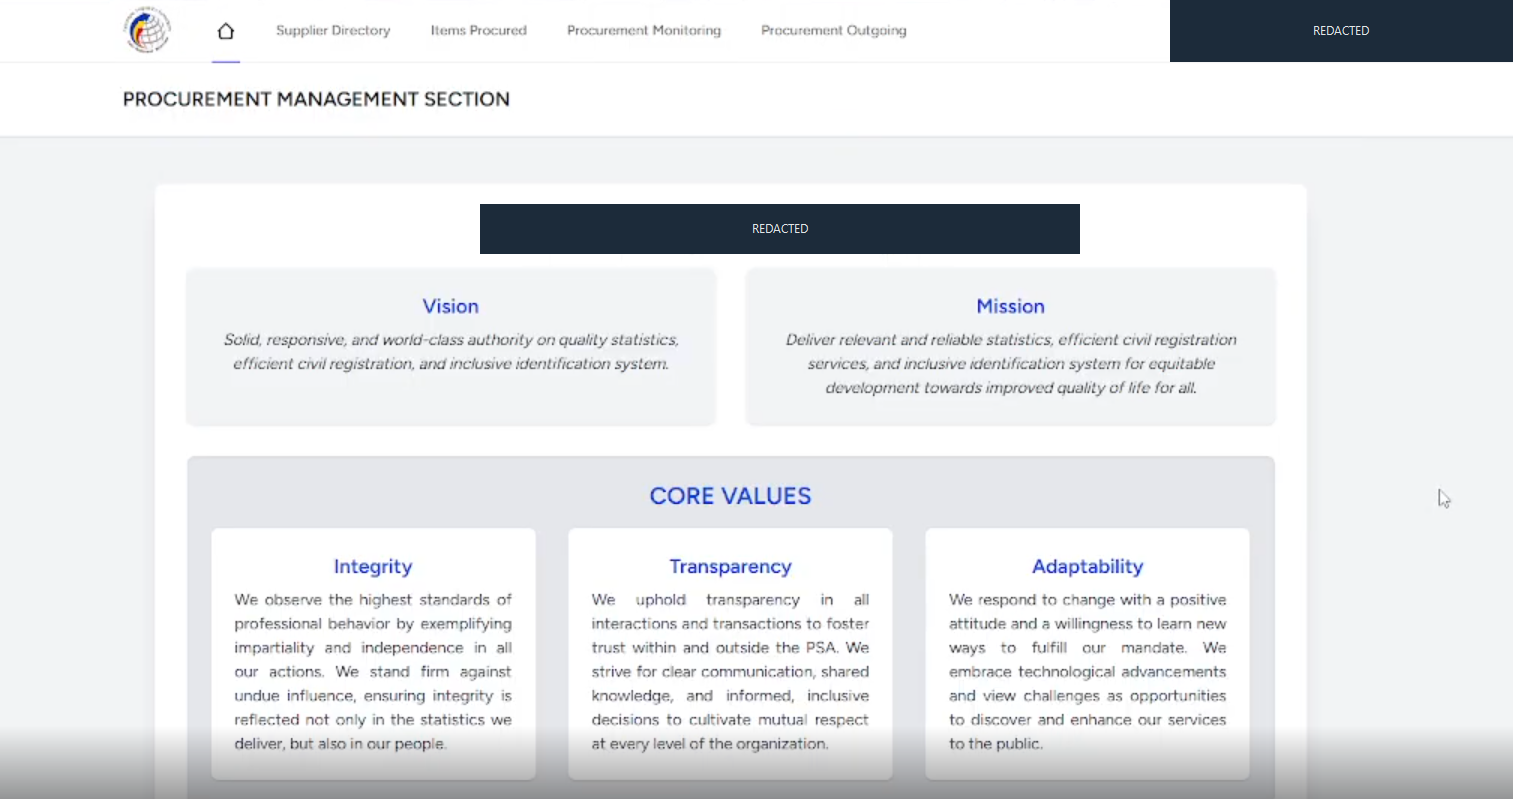 Supplier Directory Items Procured Procurement Monitoring Procurement Outgoing REDACTED
PROCUREMENT MANAGEMENT SECTION
REDACTED
Vision
Solid, responsive, and world-class authority on quality statistics,
efficient civil registration, and inclusive identification system.
Mission
Deliver relevant and reliable statistics, efficient civil registration
services, and inclusive identification system for equitable
development towards improved quality of life for all.
CORE VALUES
Integrity
We observe the highest standards of
professional behavior by exemplifying
impartiality and independence in all
our actions. We stand firm against
undue influence, ensuring integrity is
reflected not only in the statistics we
deliver, but also in our people.
Transparency
We uphold transparency in all
interactions and transactions to foster
trust within and outside the PSA. We
strive for clear communication, shared
knowledge, and informed, inclusive
decisions to cultivate mutual respect
at every level of the organization.
Adaptability
We respond to change with a positive
attitude and a willingness to learn new
ways to fulfill our mandate. We
embrace technological advancements
and view challenges as opportunities
to discover and enhance our services
to the public.